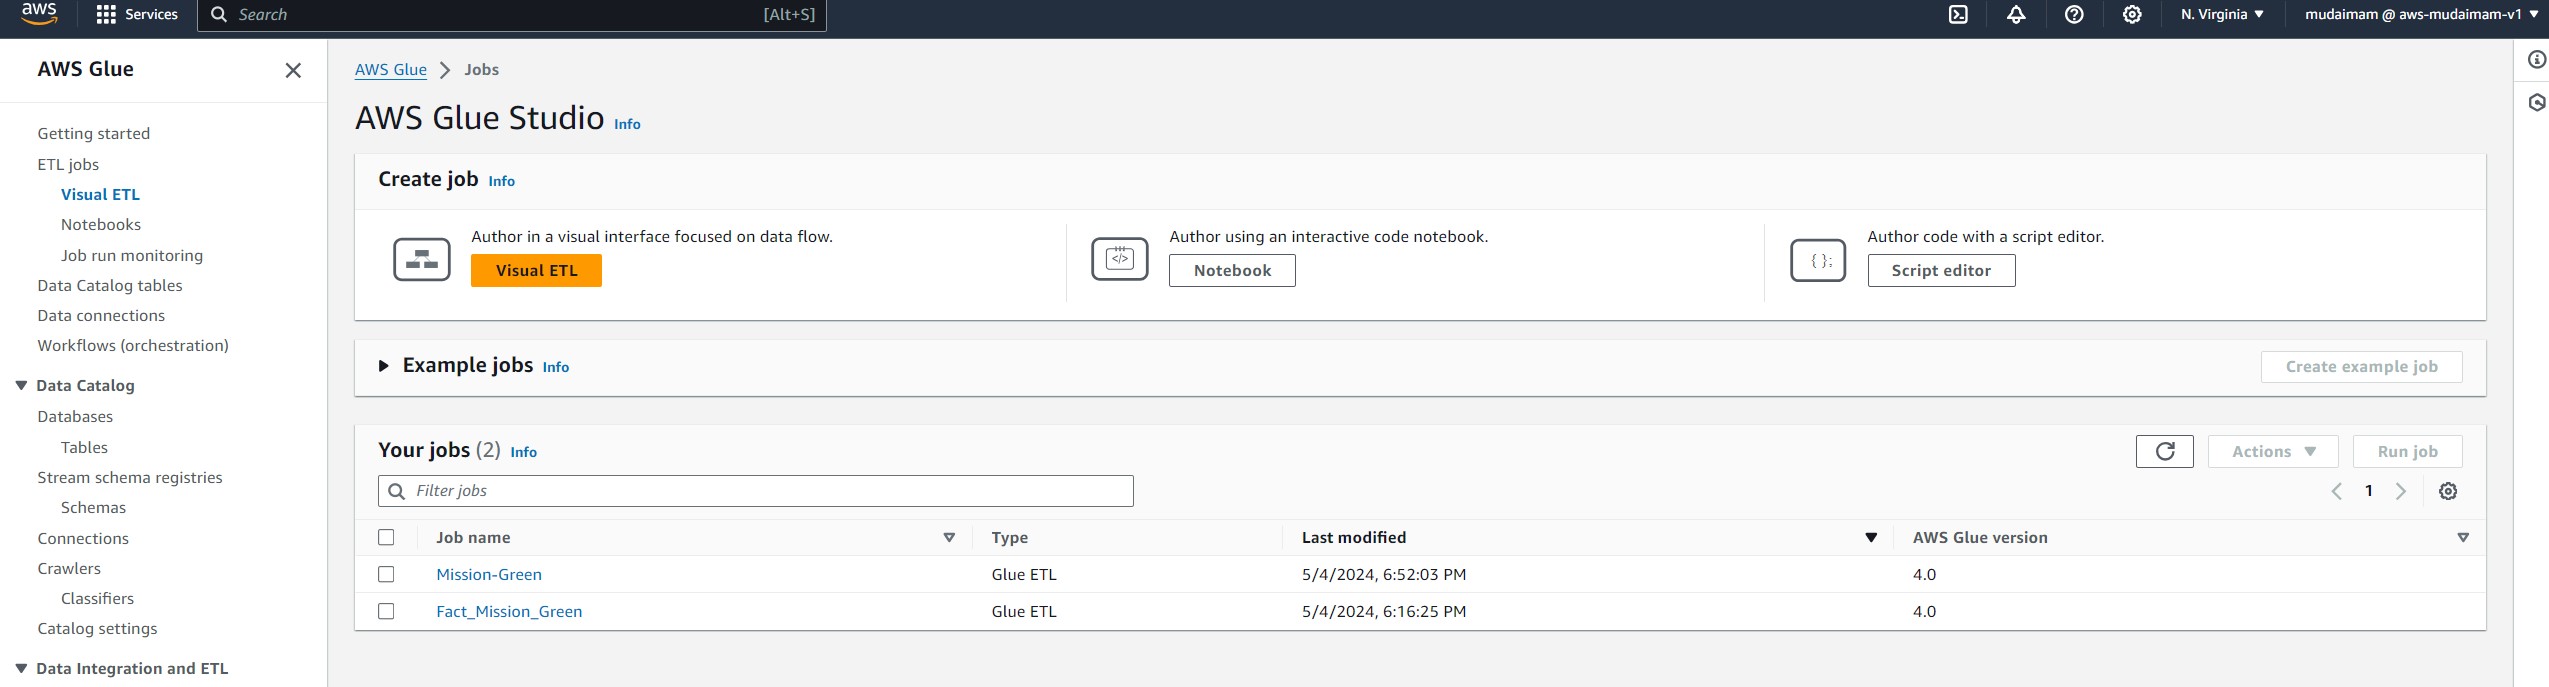 aws
Services
Search
[Alt+S]
N. Virginia
mudaimam @ aws-mudaimam-v1
AWS Glue
Getting started
ETL jobs
Visual ETL
Notebooks
Job run monitoring
Data Catalog tables
Data connections
Workflows (orchestration)
Data Catalog
Databases
Tables
Stream schema registries
Schemas
Connections
Crawlers
Classifiers
Catalog settings
Data Integration and ETL
AWS Glue > Jobs
AWS Glue Studio Info
Create job Info
Author in a visual interface focused on data flow.
Visual ETL
Author using an interactive code notebook.
</>
Notebook
Author code with a script editor.
{ };
Script editor
Example jobs Info
Create example job
Your jobs (2) Info
Actions
Run job
Filter jobs
1
Job name Type Last modified AWS Glue version
Mission-Green Glue ETL 5/4/2024, 6:52:03 PM 4.0
Fact_Mission_Green Glue ETL 5/4/2024, 6:16:25 PM 4.0